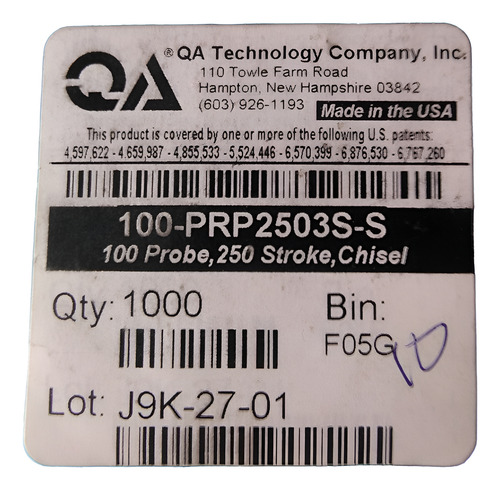 QA ® QA Technology Company, Inc.
110 Towle Farm Road
Hampton, New Hampshire 03842
(603) 926-1193 Made in the USA
This product is covered by one or more of the following U.S. patents:
4,597,622 - 4,659,987 - 4,855,533 - 5,524,446 - 6,570,399 - 6,876,530 - 6,767,260
100-PRP2503S-S
100 Probe,250 Stroke,Chisel
Qty: 1000 Bin:
F05G 10
Lot: J9K-27-01